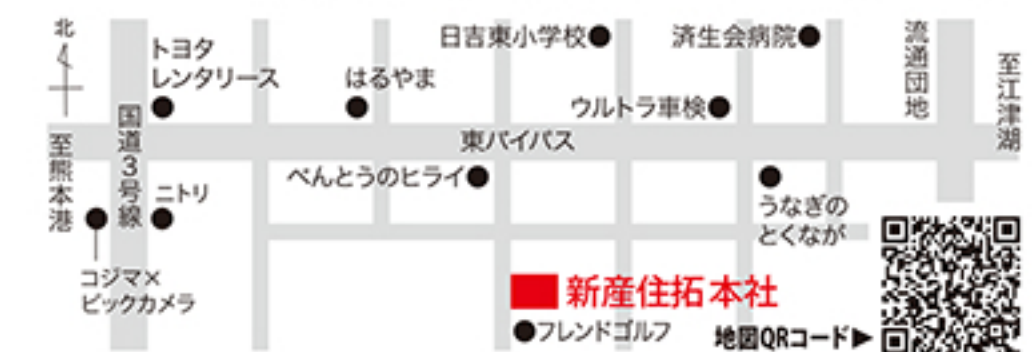 北
トヨタ
レンタリース
はるやま
日吉東小学校
済生会病院
流通団地
至江津湖
ウルトラ車検
国道3号線
東バイパス
至熊本港
べんとうのヒライ
ニトリ
うなぎの
とくなが
コジマ×
ビックカメラ
新産住拓 本社
フレンドゴルフ
地図QRコード▶